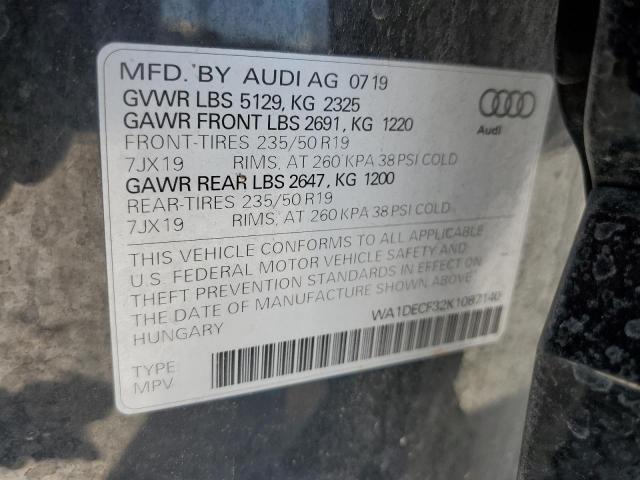 MFD. BY AUDI AG 07 19
GVWR LBS 5129, KG 2325
GAWR FRONT LBS 2691, KG 1220
FRONT-TIRES 235/50 R19
7JX19 RIMS, AT 260 KPA 38 PSI COLD
GAWR REAR LBS 2647, KG 1200
REAR-TIRES 235/50 R19
7JX19 RIMS, AT 260 KPA 38 PSI COLD
Audi
THIS VEHICLE CONFORMS TO ALL APPLICABLE
U.S. FEDERAL MOTOR VEHICLE SAFETY AND
THEFT PREVENTION STANDARDS IN EFFECT ON
THE DATE OF MANUFACTURE SHOWN ABOVE.
HUNGARY
WA1DECF32K1087140
TYPE:
MPV